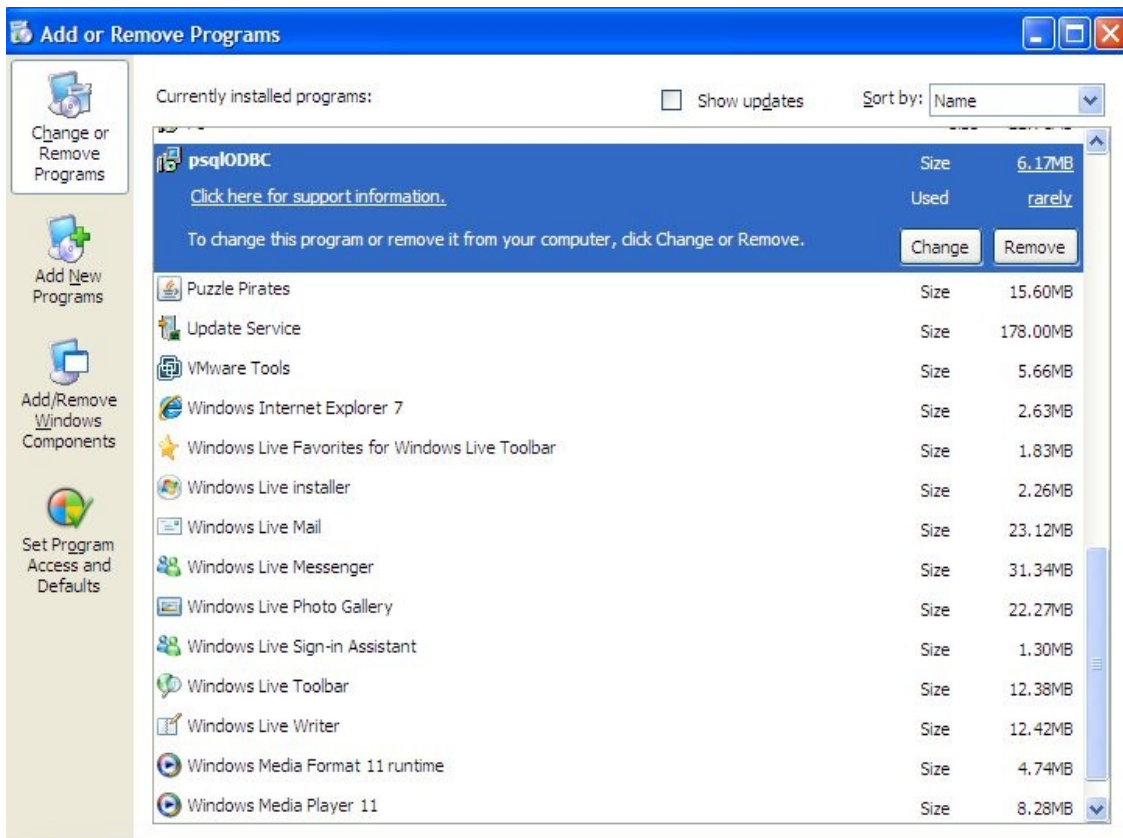 Add or Remove Programs
Change or
Remove
Programs
Add New
Programs
Add/Remove
Windows
Components
Set Program
Access and
Defaults
Currently installed programs:
Show updates
Sort by: Name
psqlODBC Size 6.17MB
Click here for support information. Used rarely
To change this program or remove it from your computer, click Change or Remove. Change Remove
Puzzle Pirates Size 15.60MB
Update Service Size 178.00MB
VMware Tools Size 5.66MB
Windows Internet Explorer 7 Size 2.63MB
Windows Live Favorites for Windows Live Toolbar Size 1.83MB
Windows Live installer Size 2.26MB
Windows Live Mail Size 23.12MB
Windows Live Messenger Size 31.34MB
Windows Live Photo Gallery Size 22.27MB
Windows Live Sign-in Assistant Size 1.30MB
Windows Live Toolbar Size 12.38MB
Windows Live Writer Size 12.42MB
Windows Media Format 11 runtime Size 4.74MB
Windows Media Player 11 Size 8.28MB